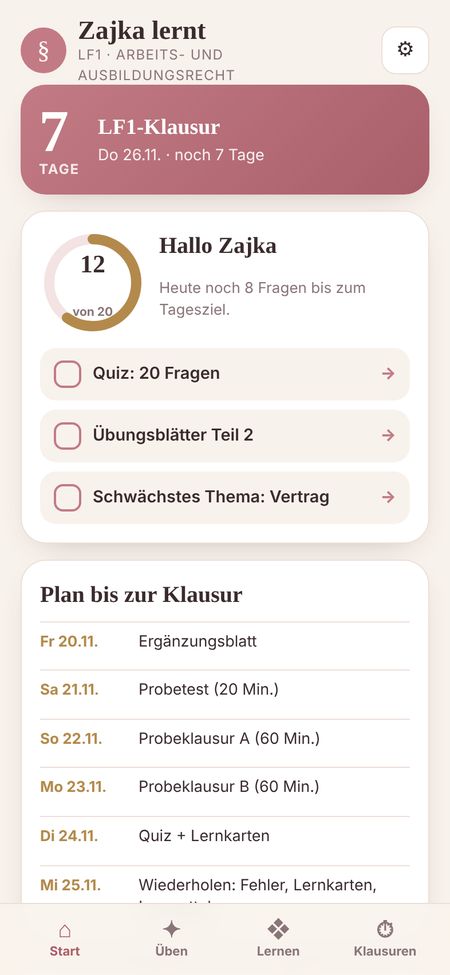 §
Zajka lernt
LF1 · ARBEITS- UND
AUSBILDUNGSRECHT
7
TAGE
LF1-Klausur
Do 26.11. · noch 7 Tage
12
von 20
Hallo Zajka
Heute noch 8 Fragen bis zum
Tagesziel.
Quiz: 20 Fragen →
Übungsblätter Teil 2 →
Schwächstes Thema: Vertrag →
Plan bis zur Klausur
Fr 20.11. Ergänzungsblatt
Sa 21.11. Probetest (20 Min.)
So 22.11. Probeklausur A (60 Min.)
Mo 23.11. Probeklausur B (60 Min.)
Di 24.11. Quiz + Lernkarten
Mi 25.11. Wiederholen: Fehler, Lernkarten,
Start Üben Lernen Klausuren